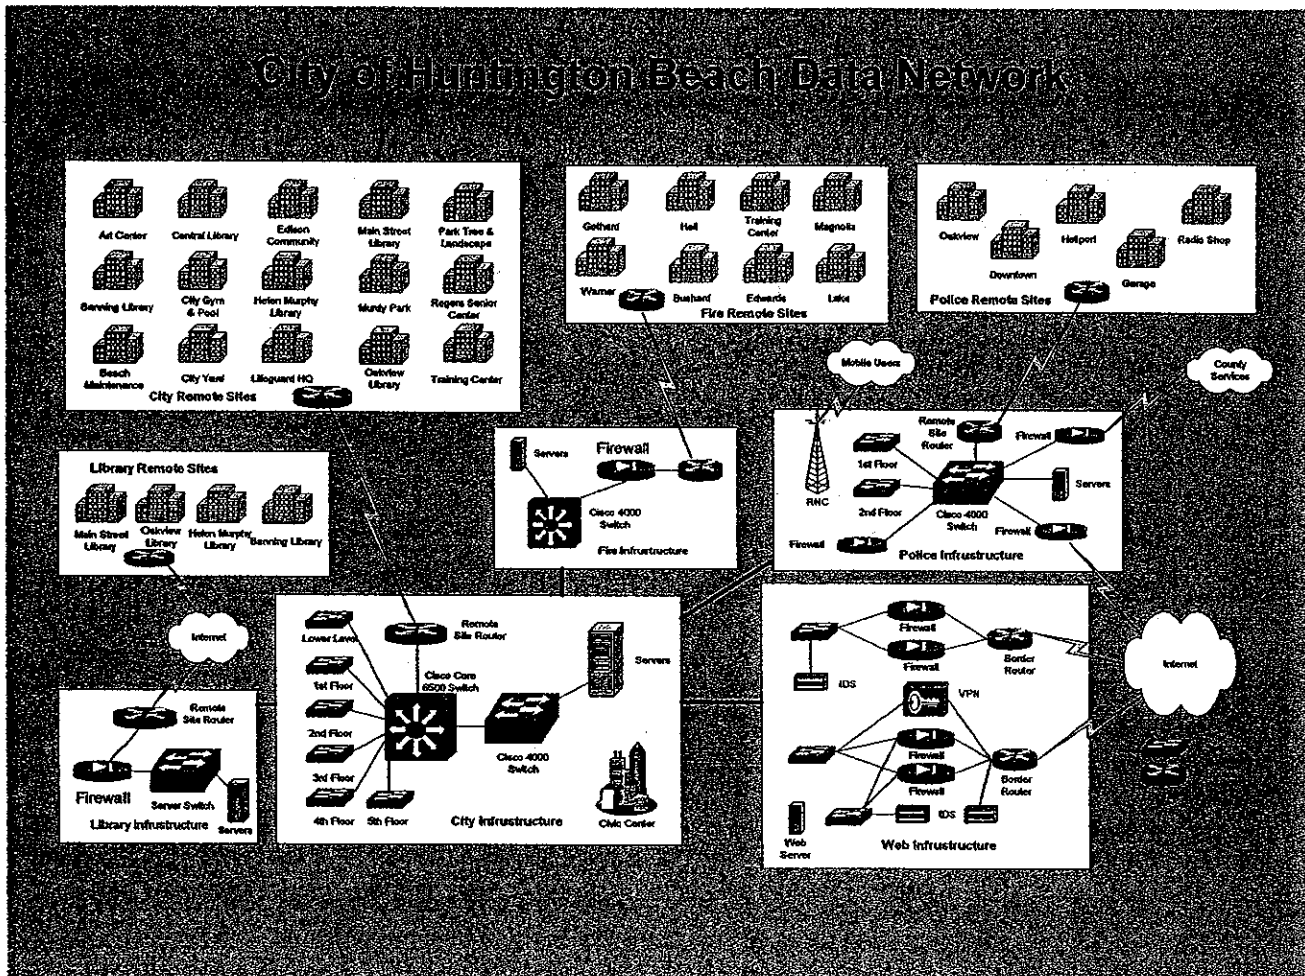 City of Huntington Beach Data Network
Art Center
Central Library
Edison
Community
Main Street
Library
Park Tree &
Landscape
Banning Library
City Gym
& Pool
Helen Murphy
Library
Murdy Park
Rogers Senior
Center
Beach
Maintenance
City Yard
Lifeguard HQ
Oakview
Library
Training Center
City Remote Sites
Gothard
Heil
Training
Center
Magnolia
Warner
Bushard
Edwards
Lake
Fire Remote Sites
Oakview
Heliport
Radio Shop
Downtown
Garage
Police Remote Sites
Mobile Users
County
Services
Library Remote Sites
Main Street
Library
Oakview
Library
Helen Murphy
Library
Banning Library
Servers
Firewall
Cisco 4000
Switch
Fire Infrustructure
RNC
1st Floor
2nd Floor
Remote
Site
Router
Firewall
Servers
Cisco 4000
Switch
Firewall
Firewall
Police Infrustructure
Internet
Remote
Site Router
Firewall
Server Switch
Servers
Library Infrustructure
Lower Level
1st Floor
2nd Floor
3rd Floor
4th Floor
5th Floor
Remote
Site Router
Cisco Core
6500 Switch
Cisco 4000
Switch
Servers
City Infrustructure
Civic Center
Firewall
Firewall
Border
Router
IDS
VPN
Firewall
Firewall
Border
Router
IDS
Web
Server
Web Infrustructure
Internet